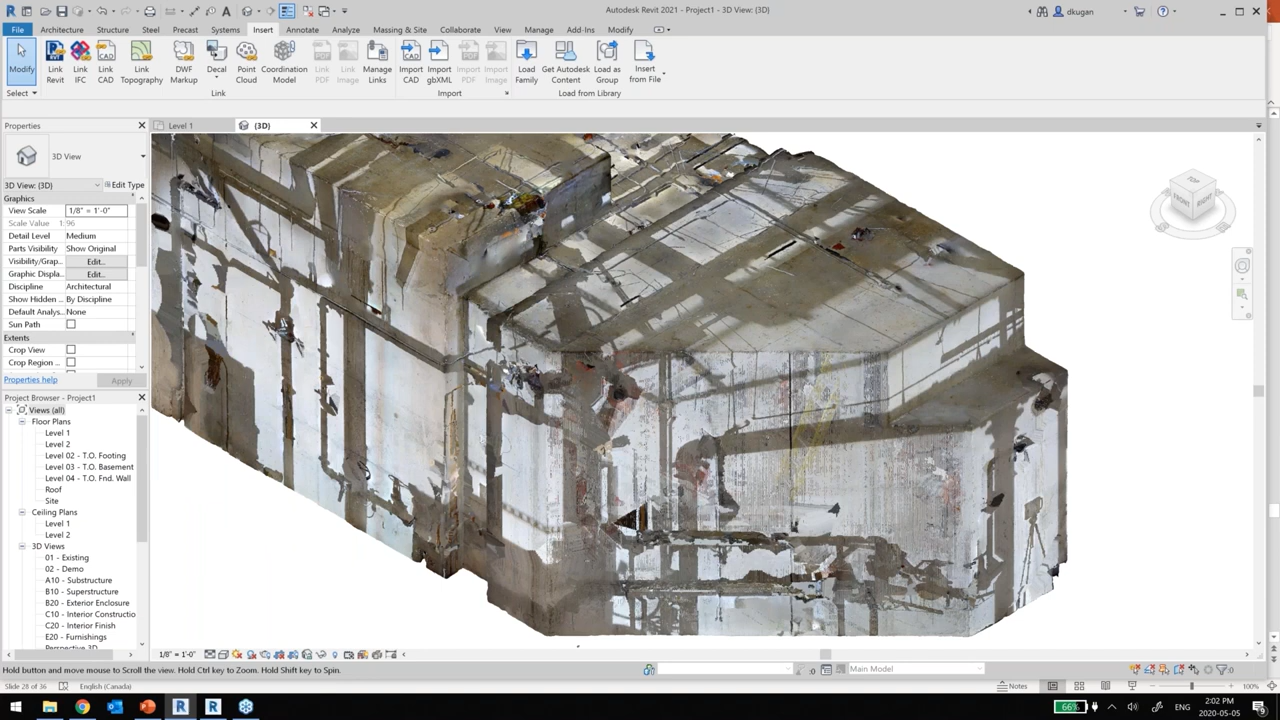 Autodesk Revit 2021 - Project1 - 3D View: {3D}
dkugan
File Architecture Structure Steel Precast Systems Insert Annotate Analyze Massing & Site Collaborate View Manage Add-Ins Modify
Modify
Link Revit
Link IFC
Link CAD
Link Topography
DWF Markup
Decal
Point Cloud
Coordination Model
Link PDF
Link Image
Manage Links
Import CAD
Import gbXML
Import PDF
Import Image
Load Family
Get Autodesk Content
Load as Group
Insert from File
Select Link Import Load from Library
Properties
Level 1
{3D}
3D View
3D View: {3D} Edit Type
Graphics
View Scale 1/8" = 1'-0"
Scale Value 1: 96
Detail Level Medium
Parts Visibility Show Original
Visibility/Grap... Edit...
Graphic Displa... Edit...
Discipline Architectural
Show Hidden ... By Discipline
Default Analys... None
Sun Path
Extents
Crop View
Crop Region ...
Properties help Apply
Project Browser - Project1
Views (all)
Floor Plans
Level 1
Level 2
Level 02 - T.O. Footing
Level 03 - T.O. Basement
Level 04 - T.O. Fnd. Wall
Roof
Site
Ceiling Plans
Level 1
Level 2
3D Views
01 - Existing
02 - Demo
A10 - Substructure
B10 - Superstructure
B20 - Exterior Enclosure
C10 - Interior Constructio
C20 - Interior Finish
E20 - Furnishings
Perspective 3D
TOP
FRONT
RIGHT
1/8" = 1'-0"
Hold button and move mouse to Scroll the view. Hold Ctrl key to Zoom. Hold Shift key to Spin.
:0
Main Model
:0
Slide 28 of 36 English (Canada) Notes 100%
66% ENG 2:02 PM
2020-05-05